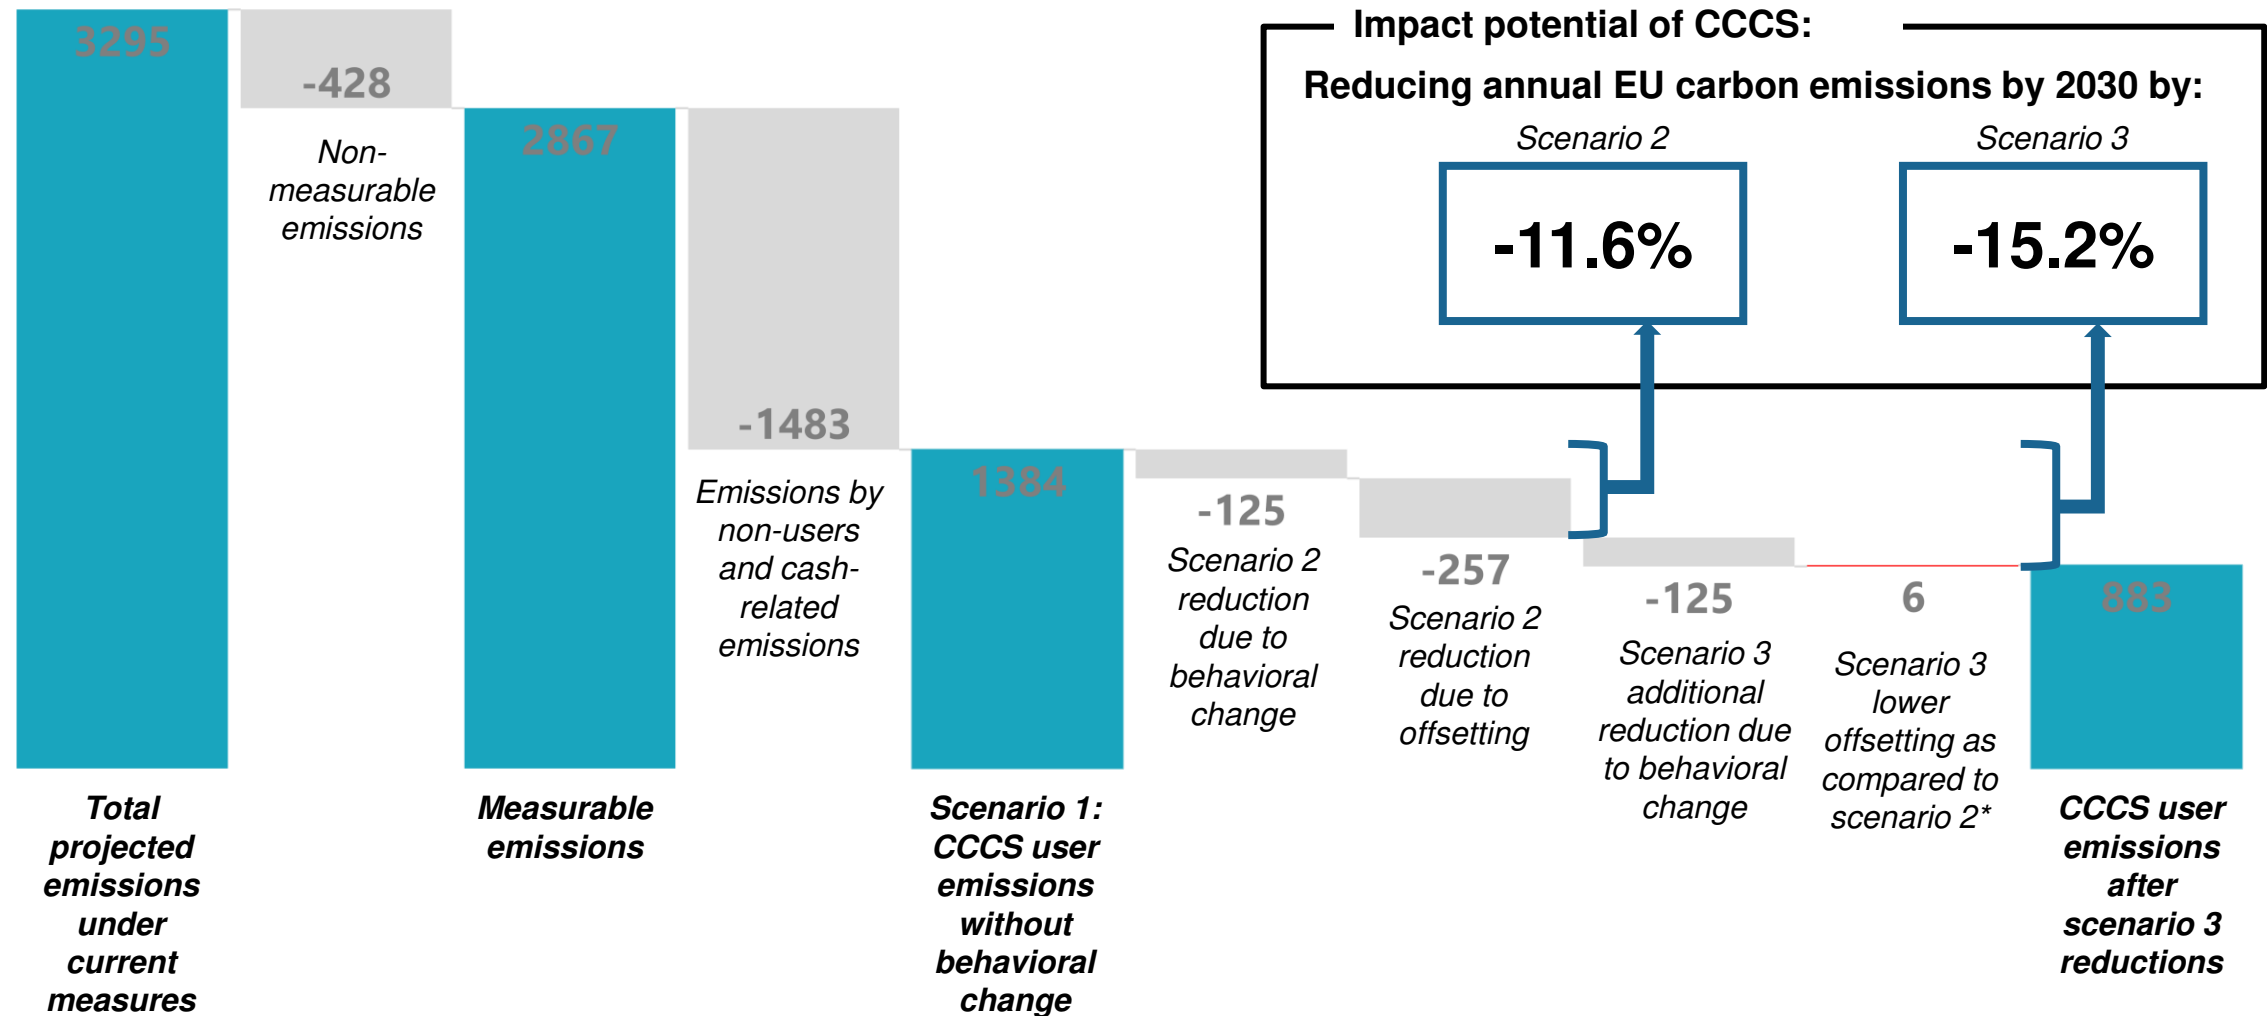 3295
-428
Non-
measurable
emissions
2867
-1483
Emissions by
non-users
and cash-
related
emissions
1384
-125
Scenario 2
reduction
due to
behavioral
change
-257
Scenario 2
reduction
due to
offsetting
-125
Scenario 3
additional
reduction due
to behavioral
change
6
Scenario 3
lower
offsetting as
compared to
scenario 2*
883
Impact potential of CCCS:
Reducing annual EU carbon emissions by 2030 by:
Scenario 2
-11.6%
Scenario 3
-15.2%
Total
projected
emissions
under
current
measures
Measurable
emissions
Scenario 1:
CCCS user
emissions
without
behavioral
change
CCCS user
emissions
after
scenario 3
reductions